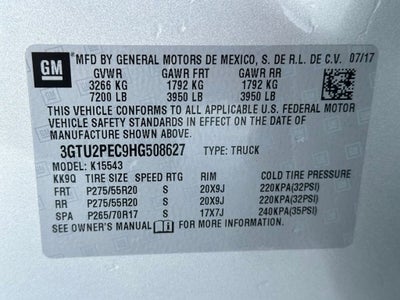 GM
MFD BY GENERAL MOTORS DE MEXICO, S. DE R.L. DE C.V. 07/17
GVWR GAWR FRT GAWR RR
3266 KG 1792 KG 1792 KG
7200 LB 3950 LB 3950 LB
THIS VEHICLE CONFORMS TO ALL APPLICABLE U.S. FEDERAL MOTOR
VEHICLE SAFETY STANDARDS IN EFFECT ON THE DATE OF
MANUFACTURE SHOWN ABOVE.
3GTU2PEC9HG508627 TYPE: TRUCK
MODEL: K15543
KK9Q TIRE SIZE SPEED RTG RIM COLD TIRE PRESSURE
FRT P275/55R20 S 20X9J 220KPA(32PSI)
RR P275/55R20 S 20X9J 220KPA(32PSI)
SPA P265/70R17 S 17X7J 240KPA(35PSI)
SEE OWNER'S MANUAL FOR ADDITIONAL INFORMATION.